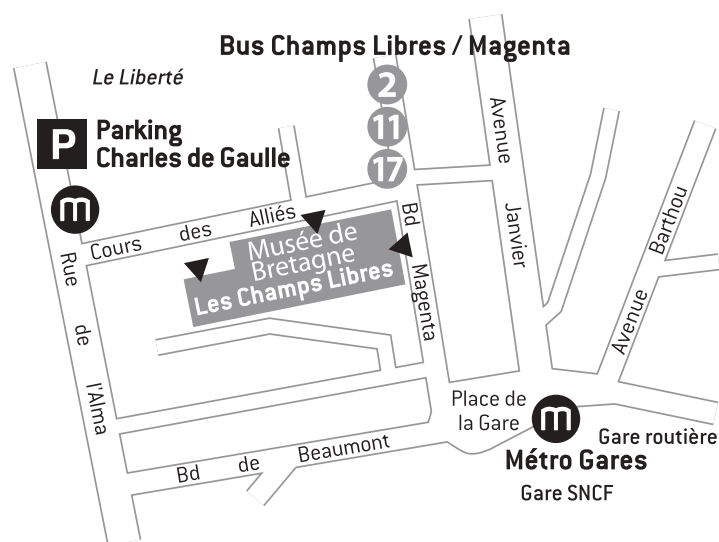 Bus Champs Libres / Magenta
Le Liberté
2
11
17
P
Parking
Charles de Gaulle
m
Cours des Alliés
Musée de
Bretagne
Les Champs Libres
Bd Magenta
Avenue Janvier
Avenue Barthou
Rue de l'Alma
Bd de Beaumont
Place de
la Gare
m
Gare routière
Métro Gares
Gare SNCF